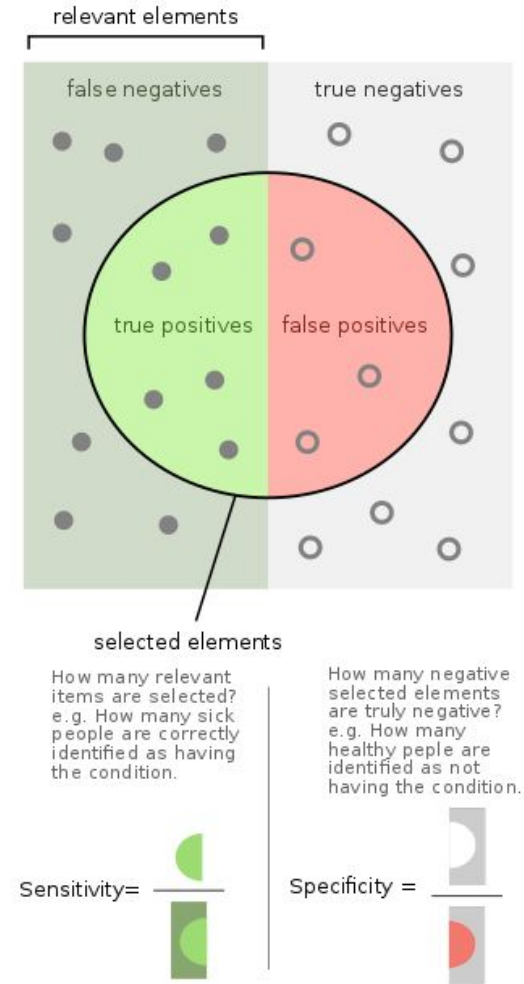 relevant elements
false negatives
true negatives
true positives
false positives
selected elements
How many relevant
items are selected?
e.g. How many sick
people are correctly
identified as having
the condition.
How many negative
selected elements
are truly negative?
e.g. How many
healthy peple are
identified as not
having the condition.
Sensitivity=
Specificity =